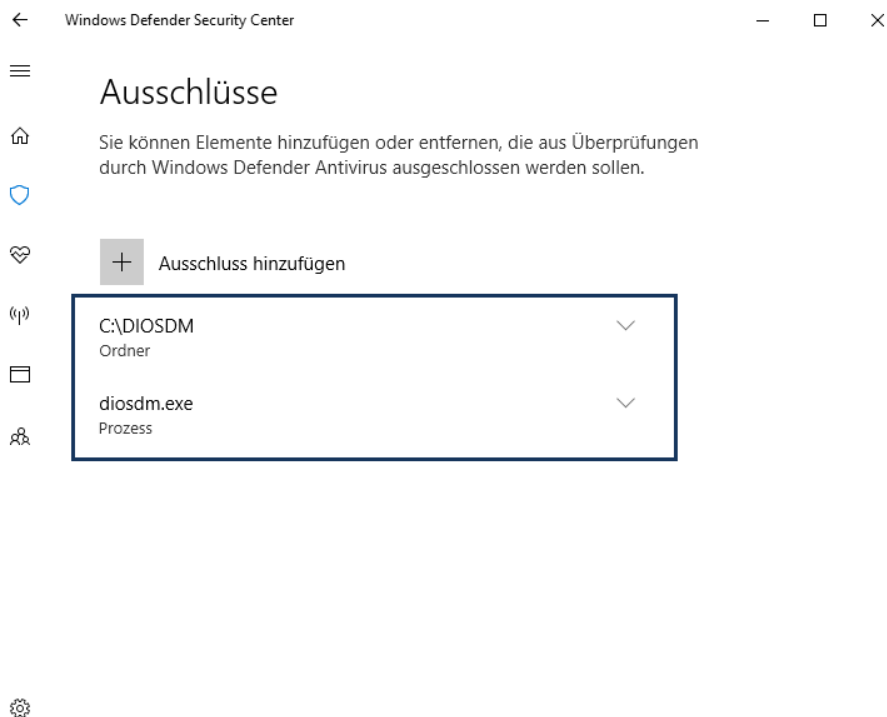 Windows Defender Security Center
Ausschlüsse
Sie können Elemente hinzufügen oder entfernen, die aus Überprüfungen
durch Windows Defender Antivirus ausgeschlossen werden sollen.
Ausschluss hinzufügen
C:\DIOSDM
Ordner
diosdm.exe
Prozess